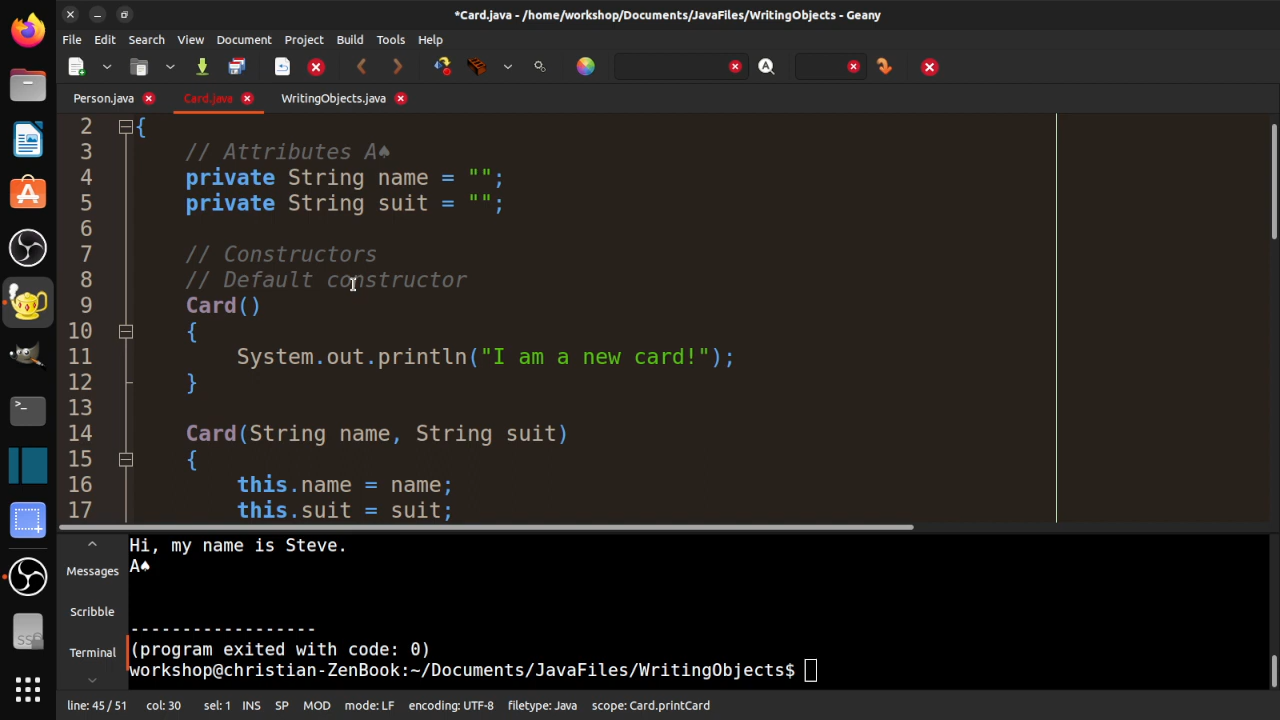 *Card.java - /home/workshop/Documents/JavaFiles/WritingObjects - Geany
File Edit Search View Document Project Build Tools Help
Person.java Card.java WritingObjects.java
2 {
3 // Attributes A♠
4 private String name = "";
5 private String suit = "";
6
7 // Constructors
8 // Default constructor
9 Card()
10 {
11 System.out.println("I am a new card!");
12 }
13
14 Card(String name, String suit)
15 {
16 this.name = name;
17 this.suit = suit;
Messages
Scribble
Terminal
Hi, my name is Steve.
A♠
------------------
(program exited with code: 0)
workshop@christian-ZenBook:~/Documents/JavaFiles/WritingObjects$
line: 45 / 51 col: 30 sel: 1 INS SP MOD mode: LF encoding: UTF-8 filetype: Java scope: Card.printCard